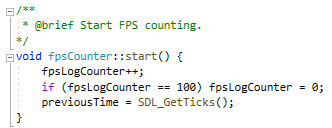 /**
* @brief Start FPS counting.
*/
void fpsCounter::start() {
fpsLogCounter++;
if (fpsLogCounter == 100) fpsLogCounter = 0;
previousTime = SDL_GetTicks();
}